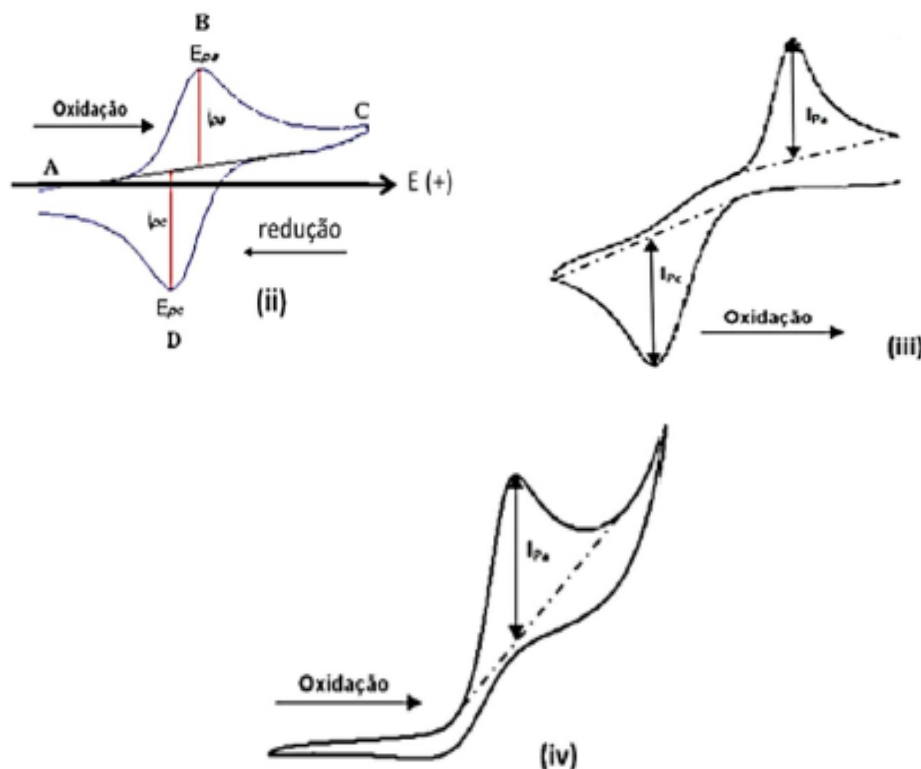 B
Epa
Oxidação
ipa
C
A
E (+)
ipc
redução
Epc
(ii)
D
IPa
IPc
Oxidação
(iii)
IPa
Oxidação
(iv)